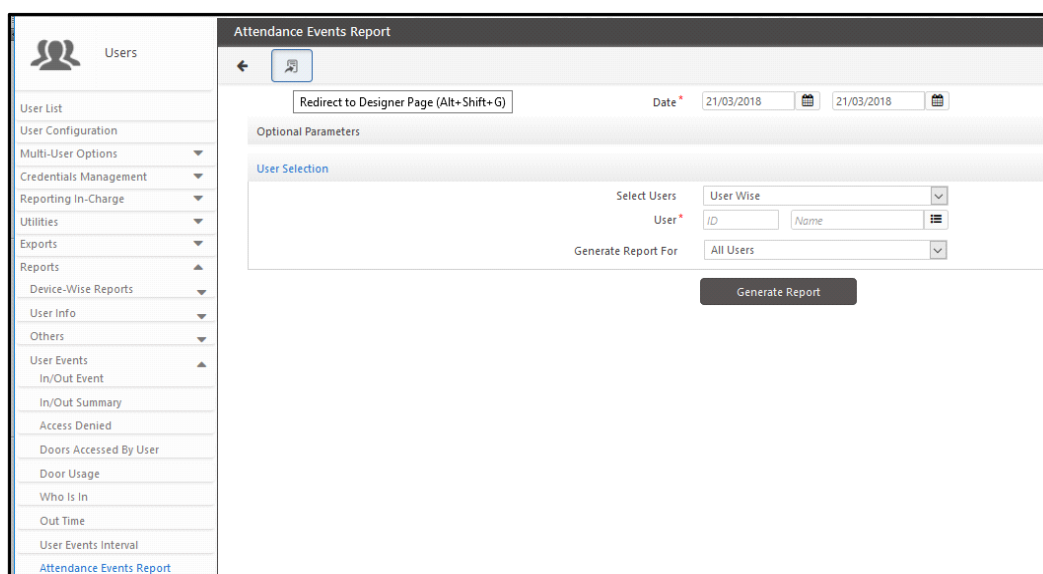 Attendance Events Report
Users
Redirect to Designer Page (Alt+Shift+G)
Date * 21/03/2018 21/03/2018
Optional Parameters
User Selection
Select Users User Wise
User * ID Name
Generate Report For All Users
Generate Report
User List
User Configuration
Multi-User Options
Credentials Management
Reporting In-Charge
Utilities
Exports
Reports
Device-Wise Reports
User Info
Others
User Events
In/Out Event
In/Out Summary
Access Denied
Doors Accessed By User
Door Usage
Who Is In
Out Time
User Events Interval
Attendance Events Report